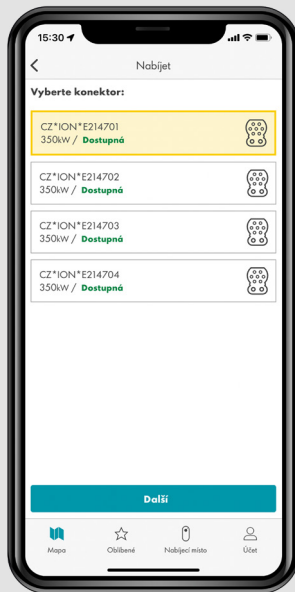 15:30
Nabíjet
Vyberte konektor:
CZ*ION*E214701
350kW / Dostupná
CZ*ION*E214702
350kW / Dostupná
CZ*ION*E214703
350kW / Dostupná
CZ*ION*E214704
350kW / Dostupná
Další
Mapa Oblíbené Nabíjecí místo Účet